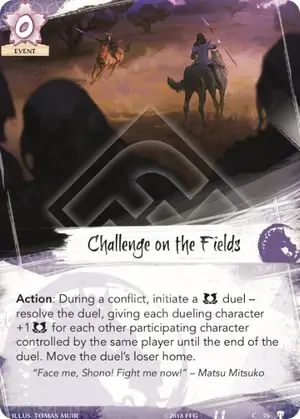 0
EVENT
Challenge on the Fields
Action: During a conflict, initiate a duel –
resolve the duel, giving each dueling character
+1 for each other participating character
controlled by the same player until the end of the
duel. Move the duel's loser home.
“Face me, Shono! Fight me now!” – Matsu Mitsuko
ILLUS. TOMAS MUIR
2018 FFG
C